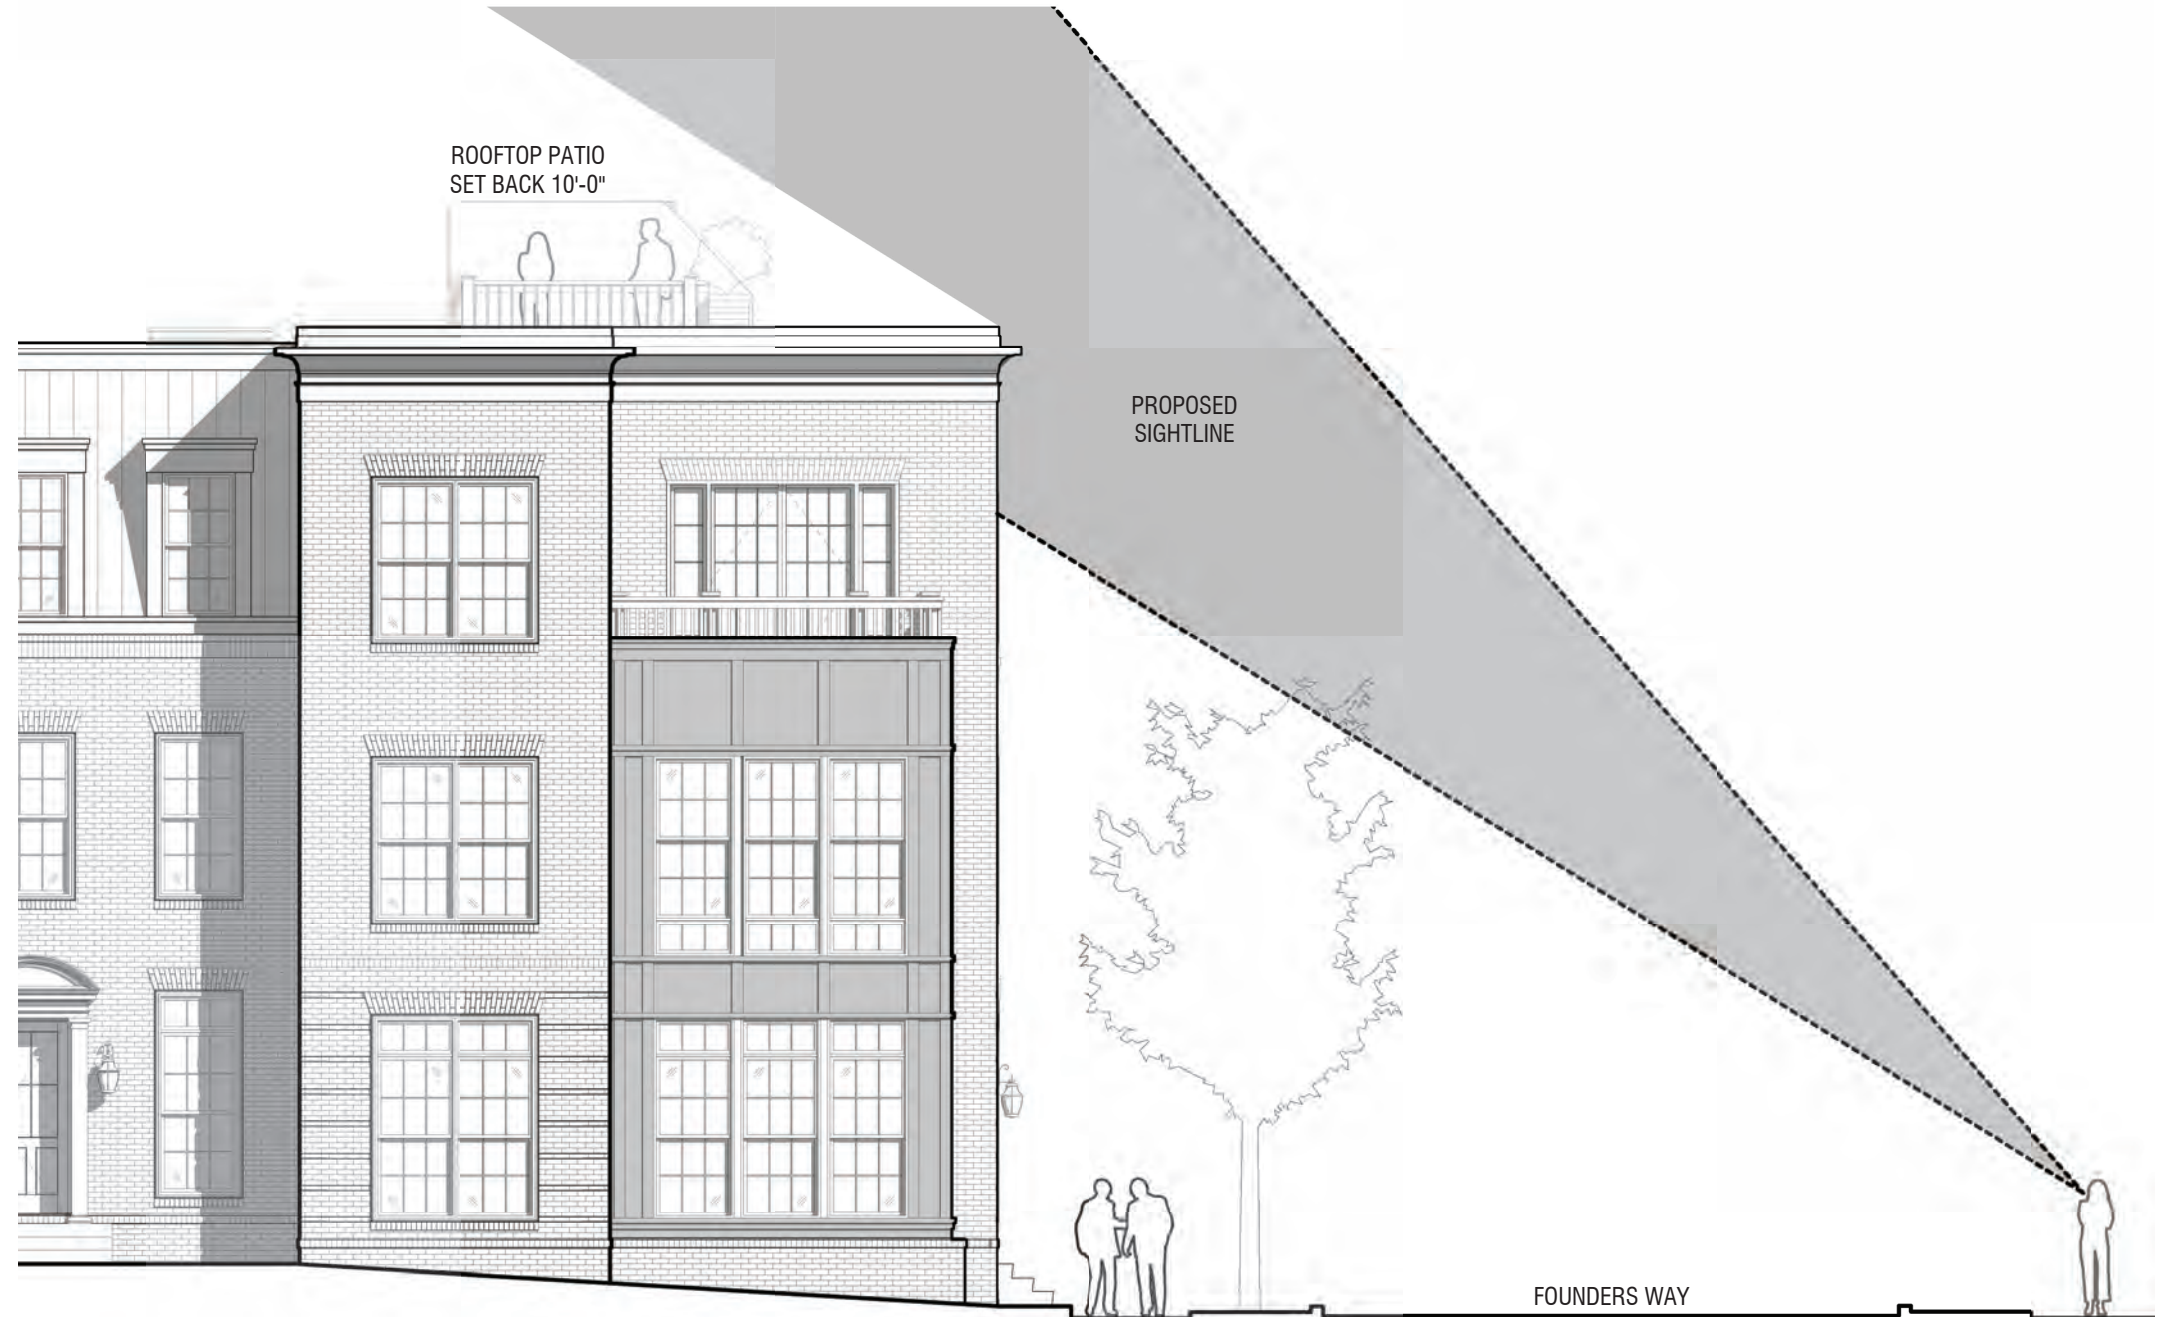 ROOFTOP PATIO
SET BACK 10'-0"
PROPOSED
SIGHTLINE
FOUNDERS WAY